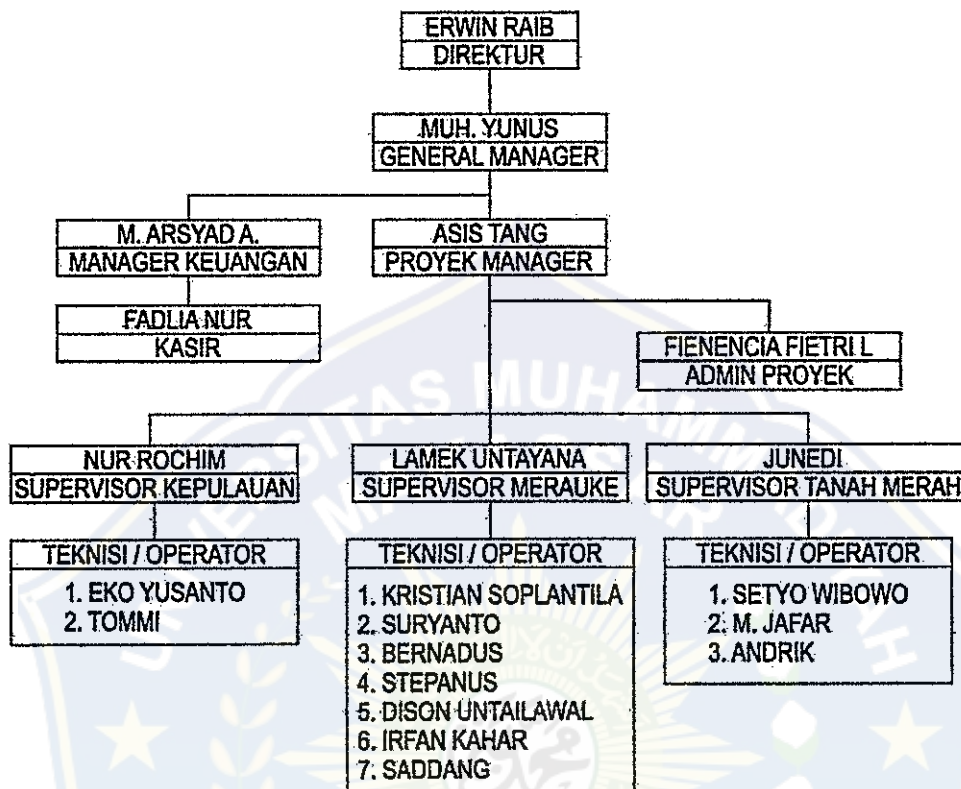 ERWIN RAIB
DIREKTUR
MUH. YUNUS
GENERAL MANAGER
M. ARSYAD A.
MANAGER KEUANGAN
ASIS TANG
PROYEK MANAGER
FADLIA NUR
KASIR
FIENENCIA FIETRI L
ADMIN PROYEK
NUR ROCHIM
SUPERVISOR KEPULAUAN
LAMEK UNTAYANA
SUPERVISOR MERAUKE
JUNEDI
SUPERVISOR TANAH MERAH
TEKNISI / OPERATOR
1. EKO YUSANTO
2. TOMMI
TEKNISI / OPERATOR
1. KRISTIAN SOPLANTILA
2. SURYANTO
3. BERNADUS
4. STEPANUS
5. DISON UNTAILAWAL
6. IRFAN KAHAR
7. SADDANG
TEKNISI / OPERATOR
1. SETYO WIBOWO
2. M. JAFAR
3. ANDRIK
UNIVERSITAS MUHAMMADIYAH
MAKASSAR